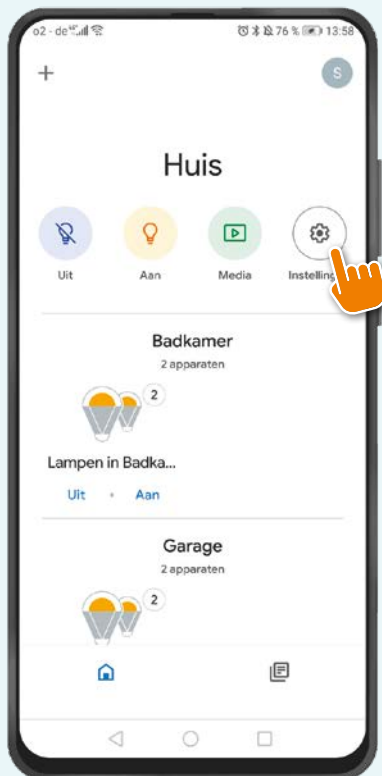 o2 - de 76 % 13:58
S
Huis
Uit Aan Media Instelling
Badkamer
2 apparaten
2
Lampen in Badka...
Uit • Aan
Garage
2 apparaten
2